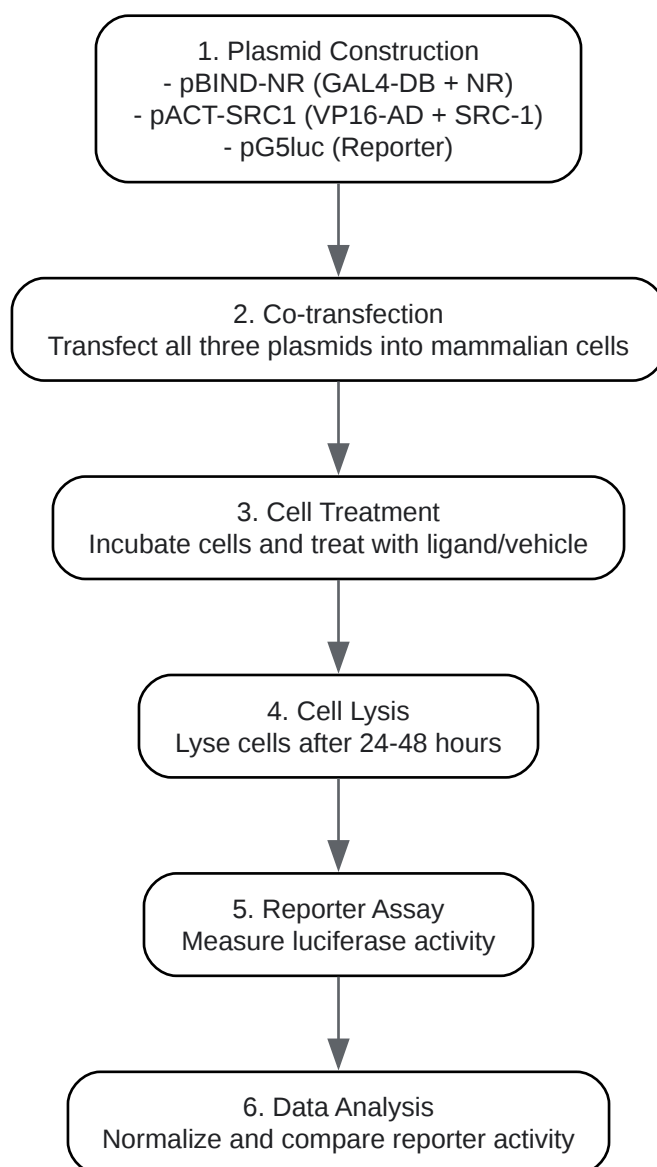 1. Plasmid Construction
- pBIND-NR (GAL4-DB + NR)
- pACT-SRC1 (VP16-AD + SRC-1)
- pG5luc (Reporter)
2. Co-transfection
Transfect all three plasmids into mammalian cells
3. Cell Treatment
Incubate cells and treat with ligand/vehicle
4. Cell Lysis
Lyse cells after 24-48 hours
5. Reporter Assay
Measure luciferase activity
6. Data Analysis
Normalize and compare reporter activity